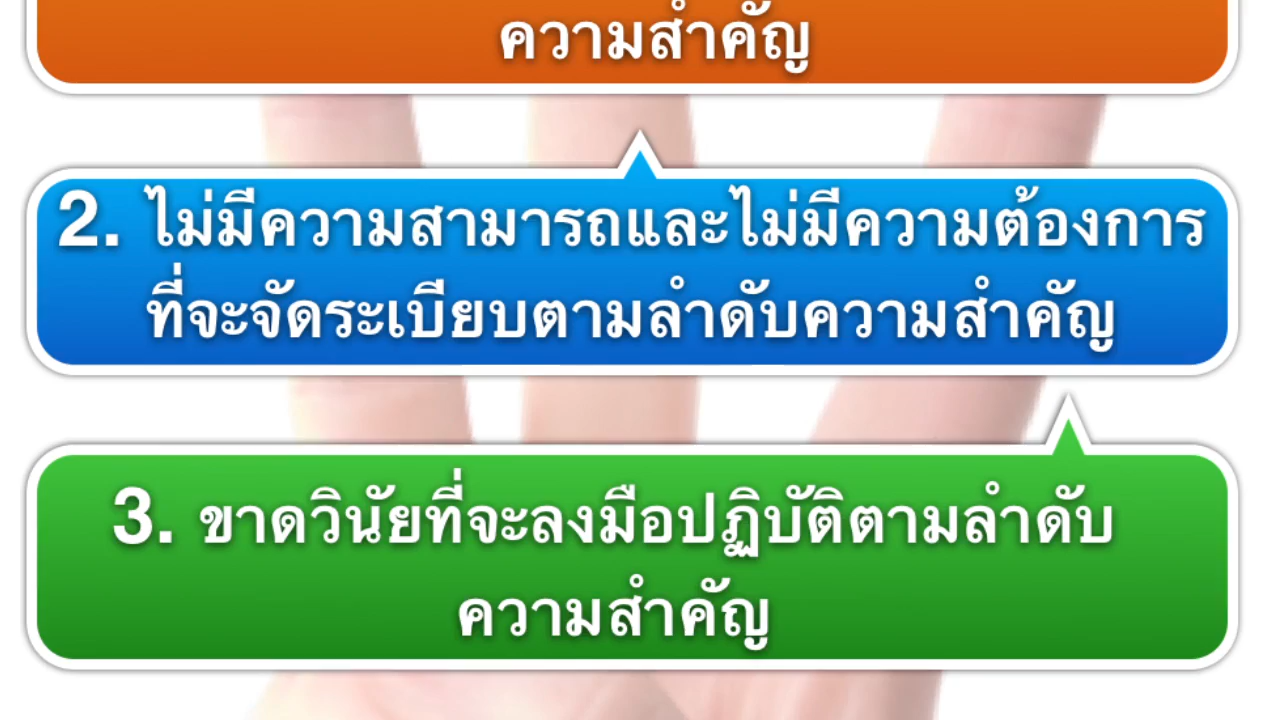 ความสำคัญ
2. ไม่มีความสามารถและไม่มีความต้องการ
ที่จะจัดระเบียบตามลำดับความสำคัญ
3. ขาดวินัยที่จะลงมือปฏิบัติตามลำดับ
ความสำคัญ